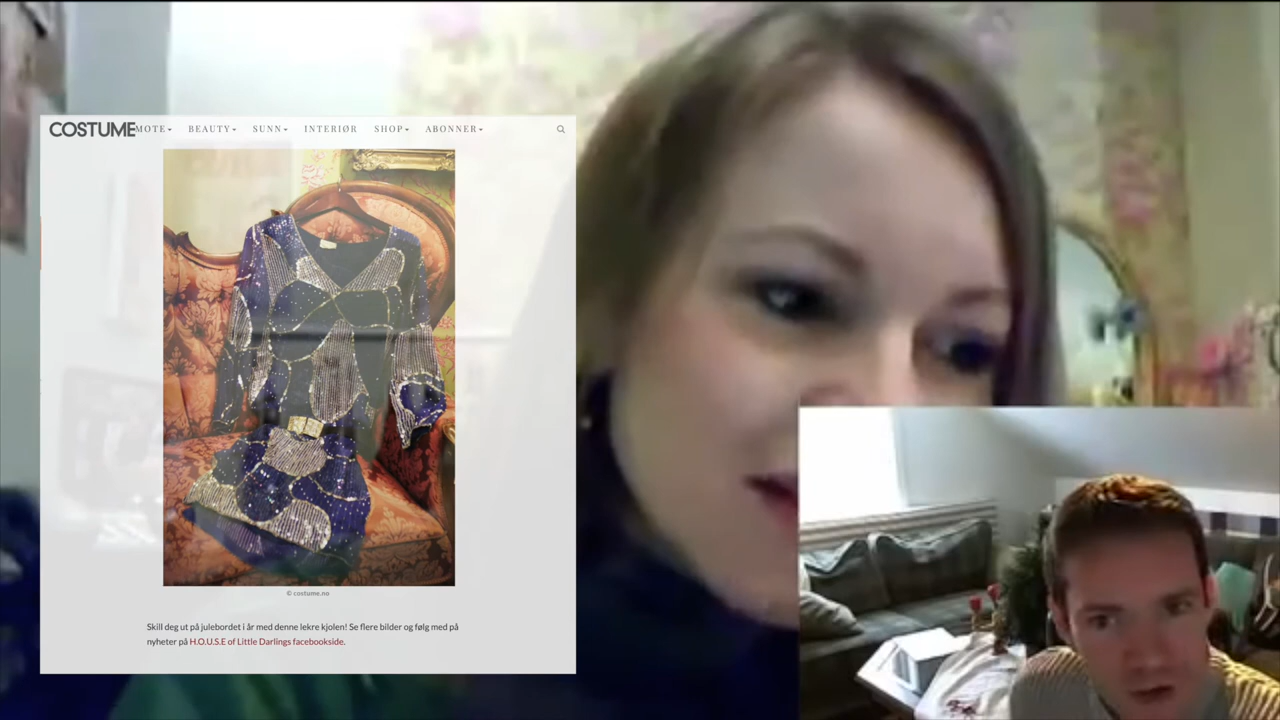 COSTUME MOTE BEAUTY SUNN INTERIØR SHOP ABONNER
© costume.no
Skill deg ut på julebordet i år med denne lekre kjolen! Se flere bilder og følg med på
nyheter på H.O.U.S.E of Little Darlings facebookside.